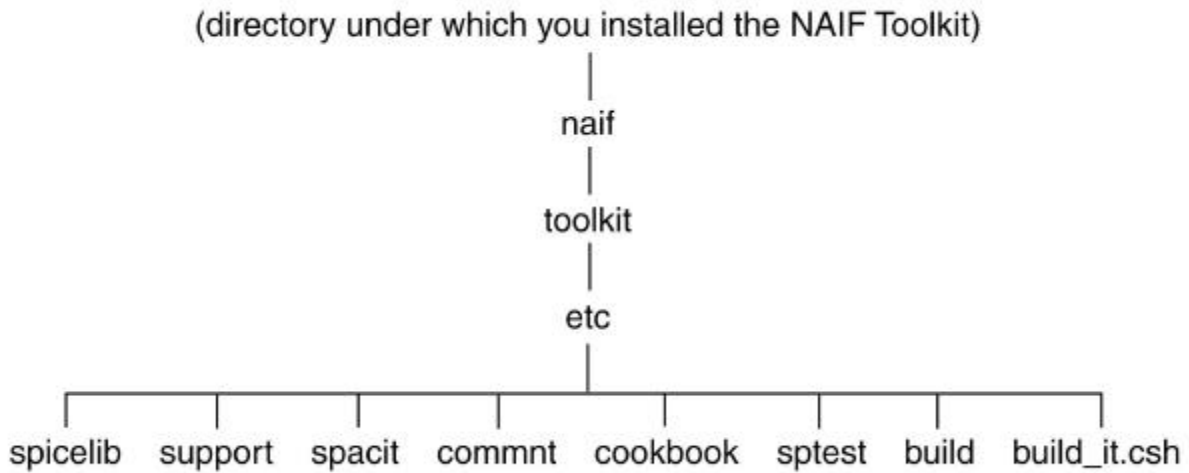 (directory under which you installed the NAIF Toolkit)
naif
toolkit
etc
spicelib support spacit commnt cookbook sptest build build_it.csh